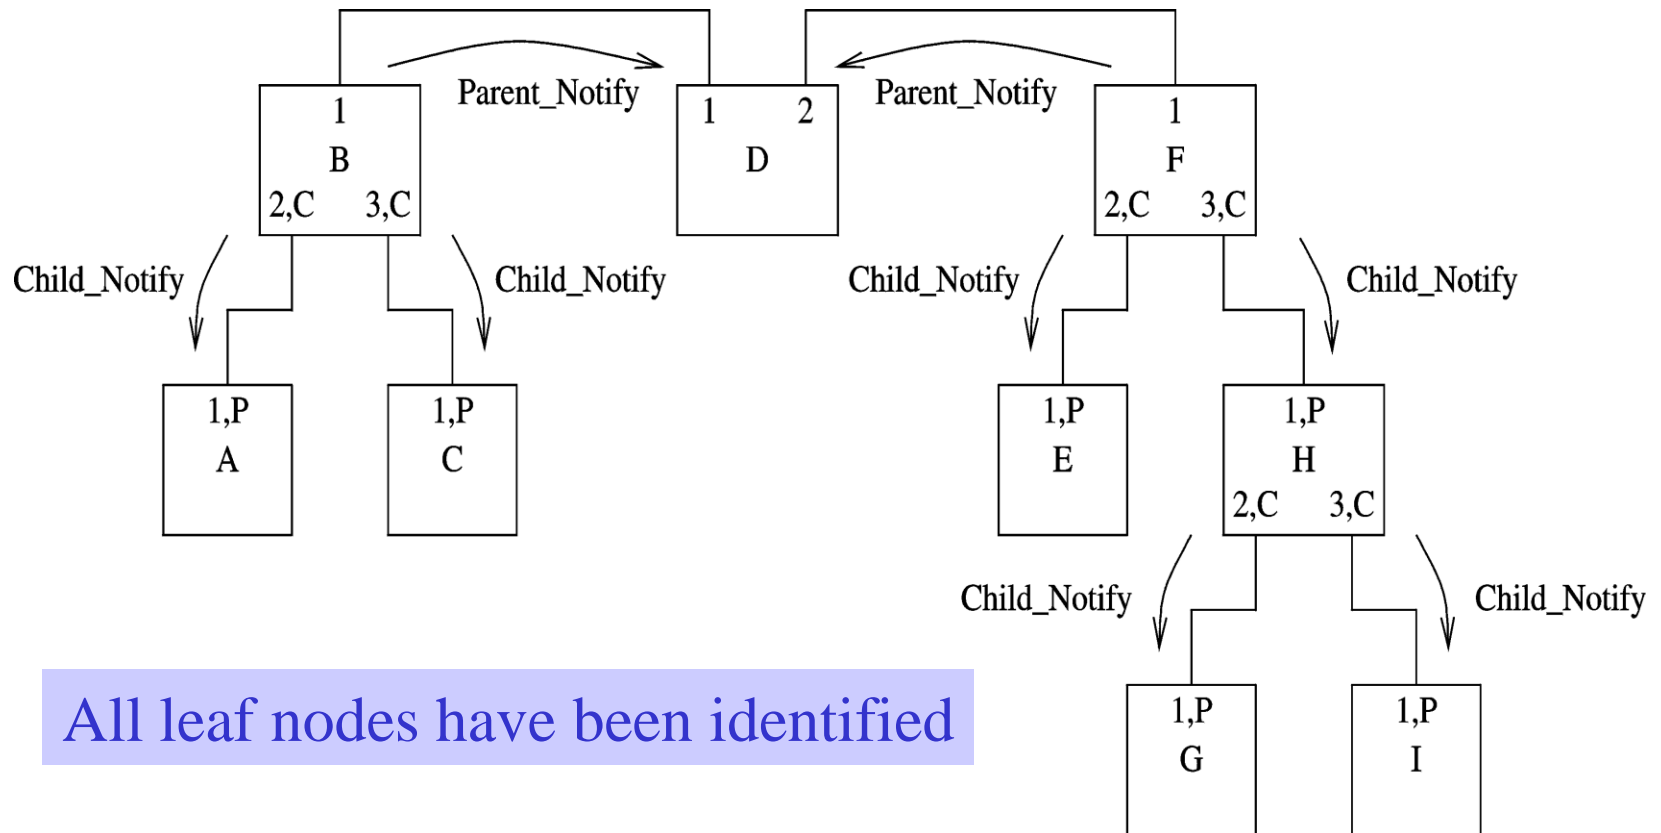 Parent_Notify
Parent_Notify
1
1 2
1
B
D
F
2,C 3,C
2,C 3,C
Child_Notify
Child_Notify
Child_Notify
Child_Notify
1,P
1,P
1,P
1,P
A
C
E
H
2,C 3,C
Child_Notify
Child_Notify
All leaf nodes have been identified
1,P
1,P
G
I